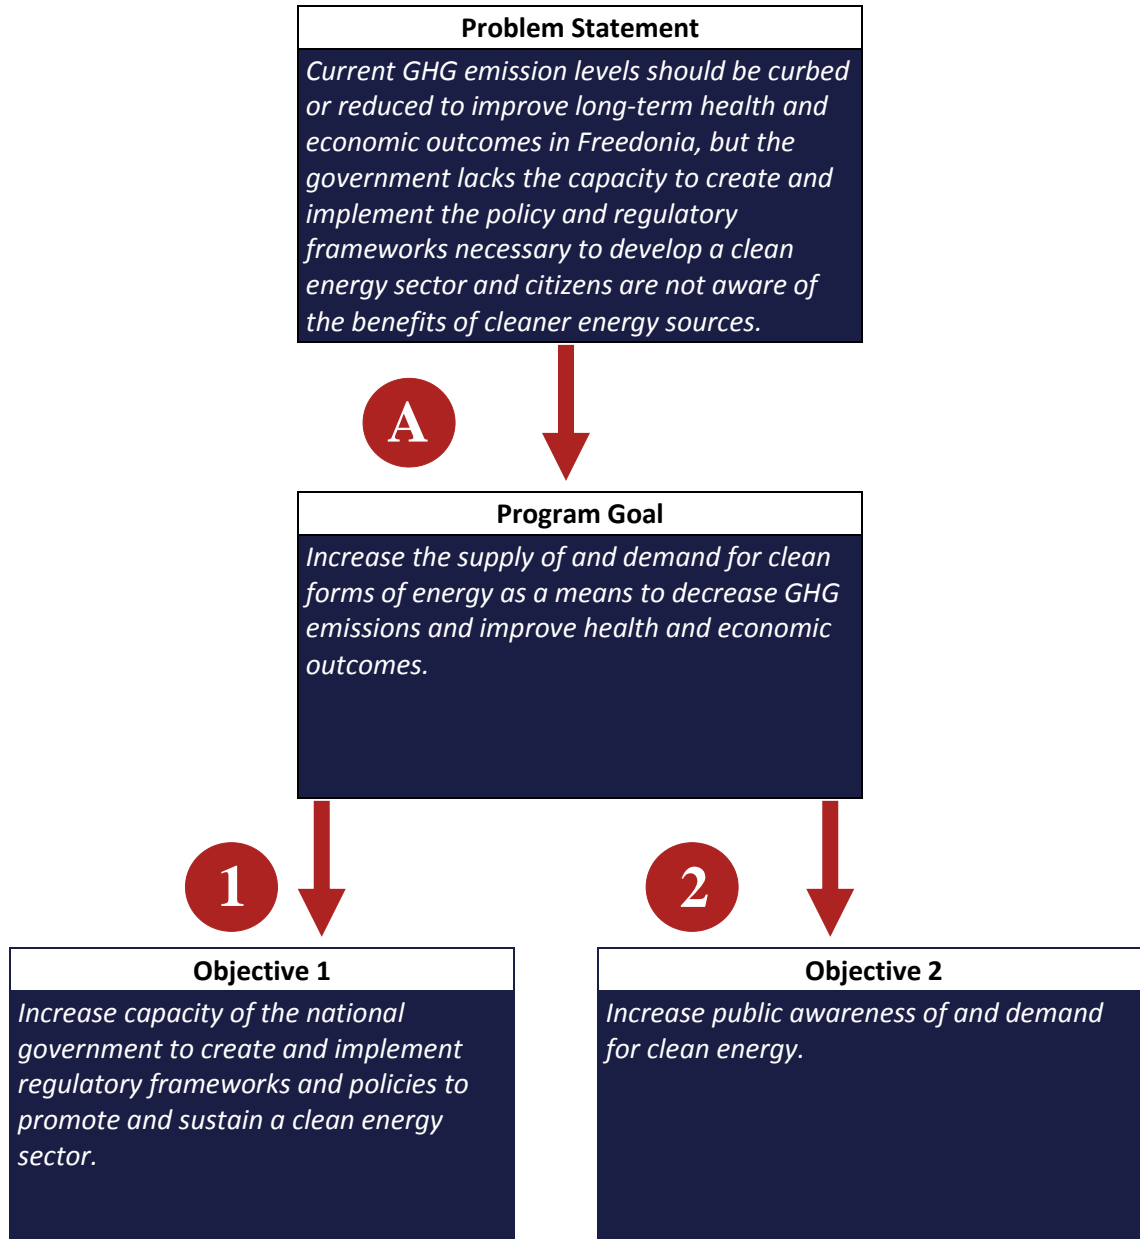 Problem Statement
Current GHG emission levels should be curbed
or reduced to improve long-term health and
economic outcomes in Freedonia, but the
government lacks the capacity to create and
implement the policy and regulatory
frameworks necessary to develop a clean
energy sector and citizens are not aware of
the benefits of cleaner energy sources.
A
Program Goal
Increase the supply of and demand for clean
forms of energy as a means to decrease GHG
emissions and improve health and economic
outcomes.
1
2
Objective 1
Increase capacity of the national
government to create and implement
regulatory frameworks and policies to
promote and sustain a clean energy
sector.
Objective 2
Increase public awareness of and demand
for clean energy.